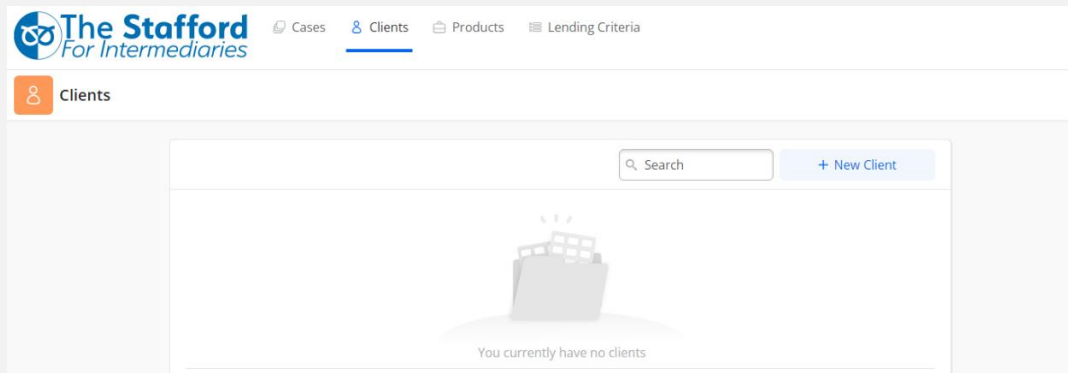 The Stafford
For Intermediaries
Cases Clients Products Lending Criteria
Clients
Search + New Client
You currently have no clients